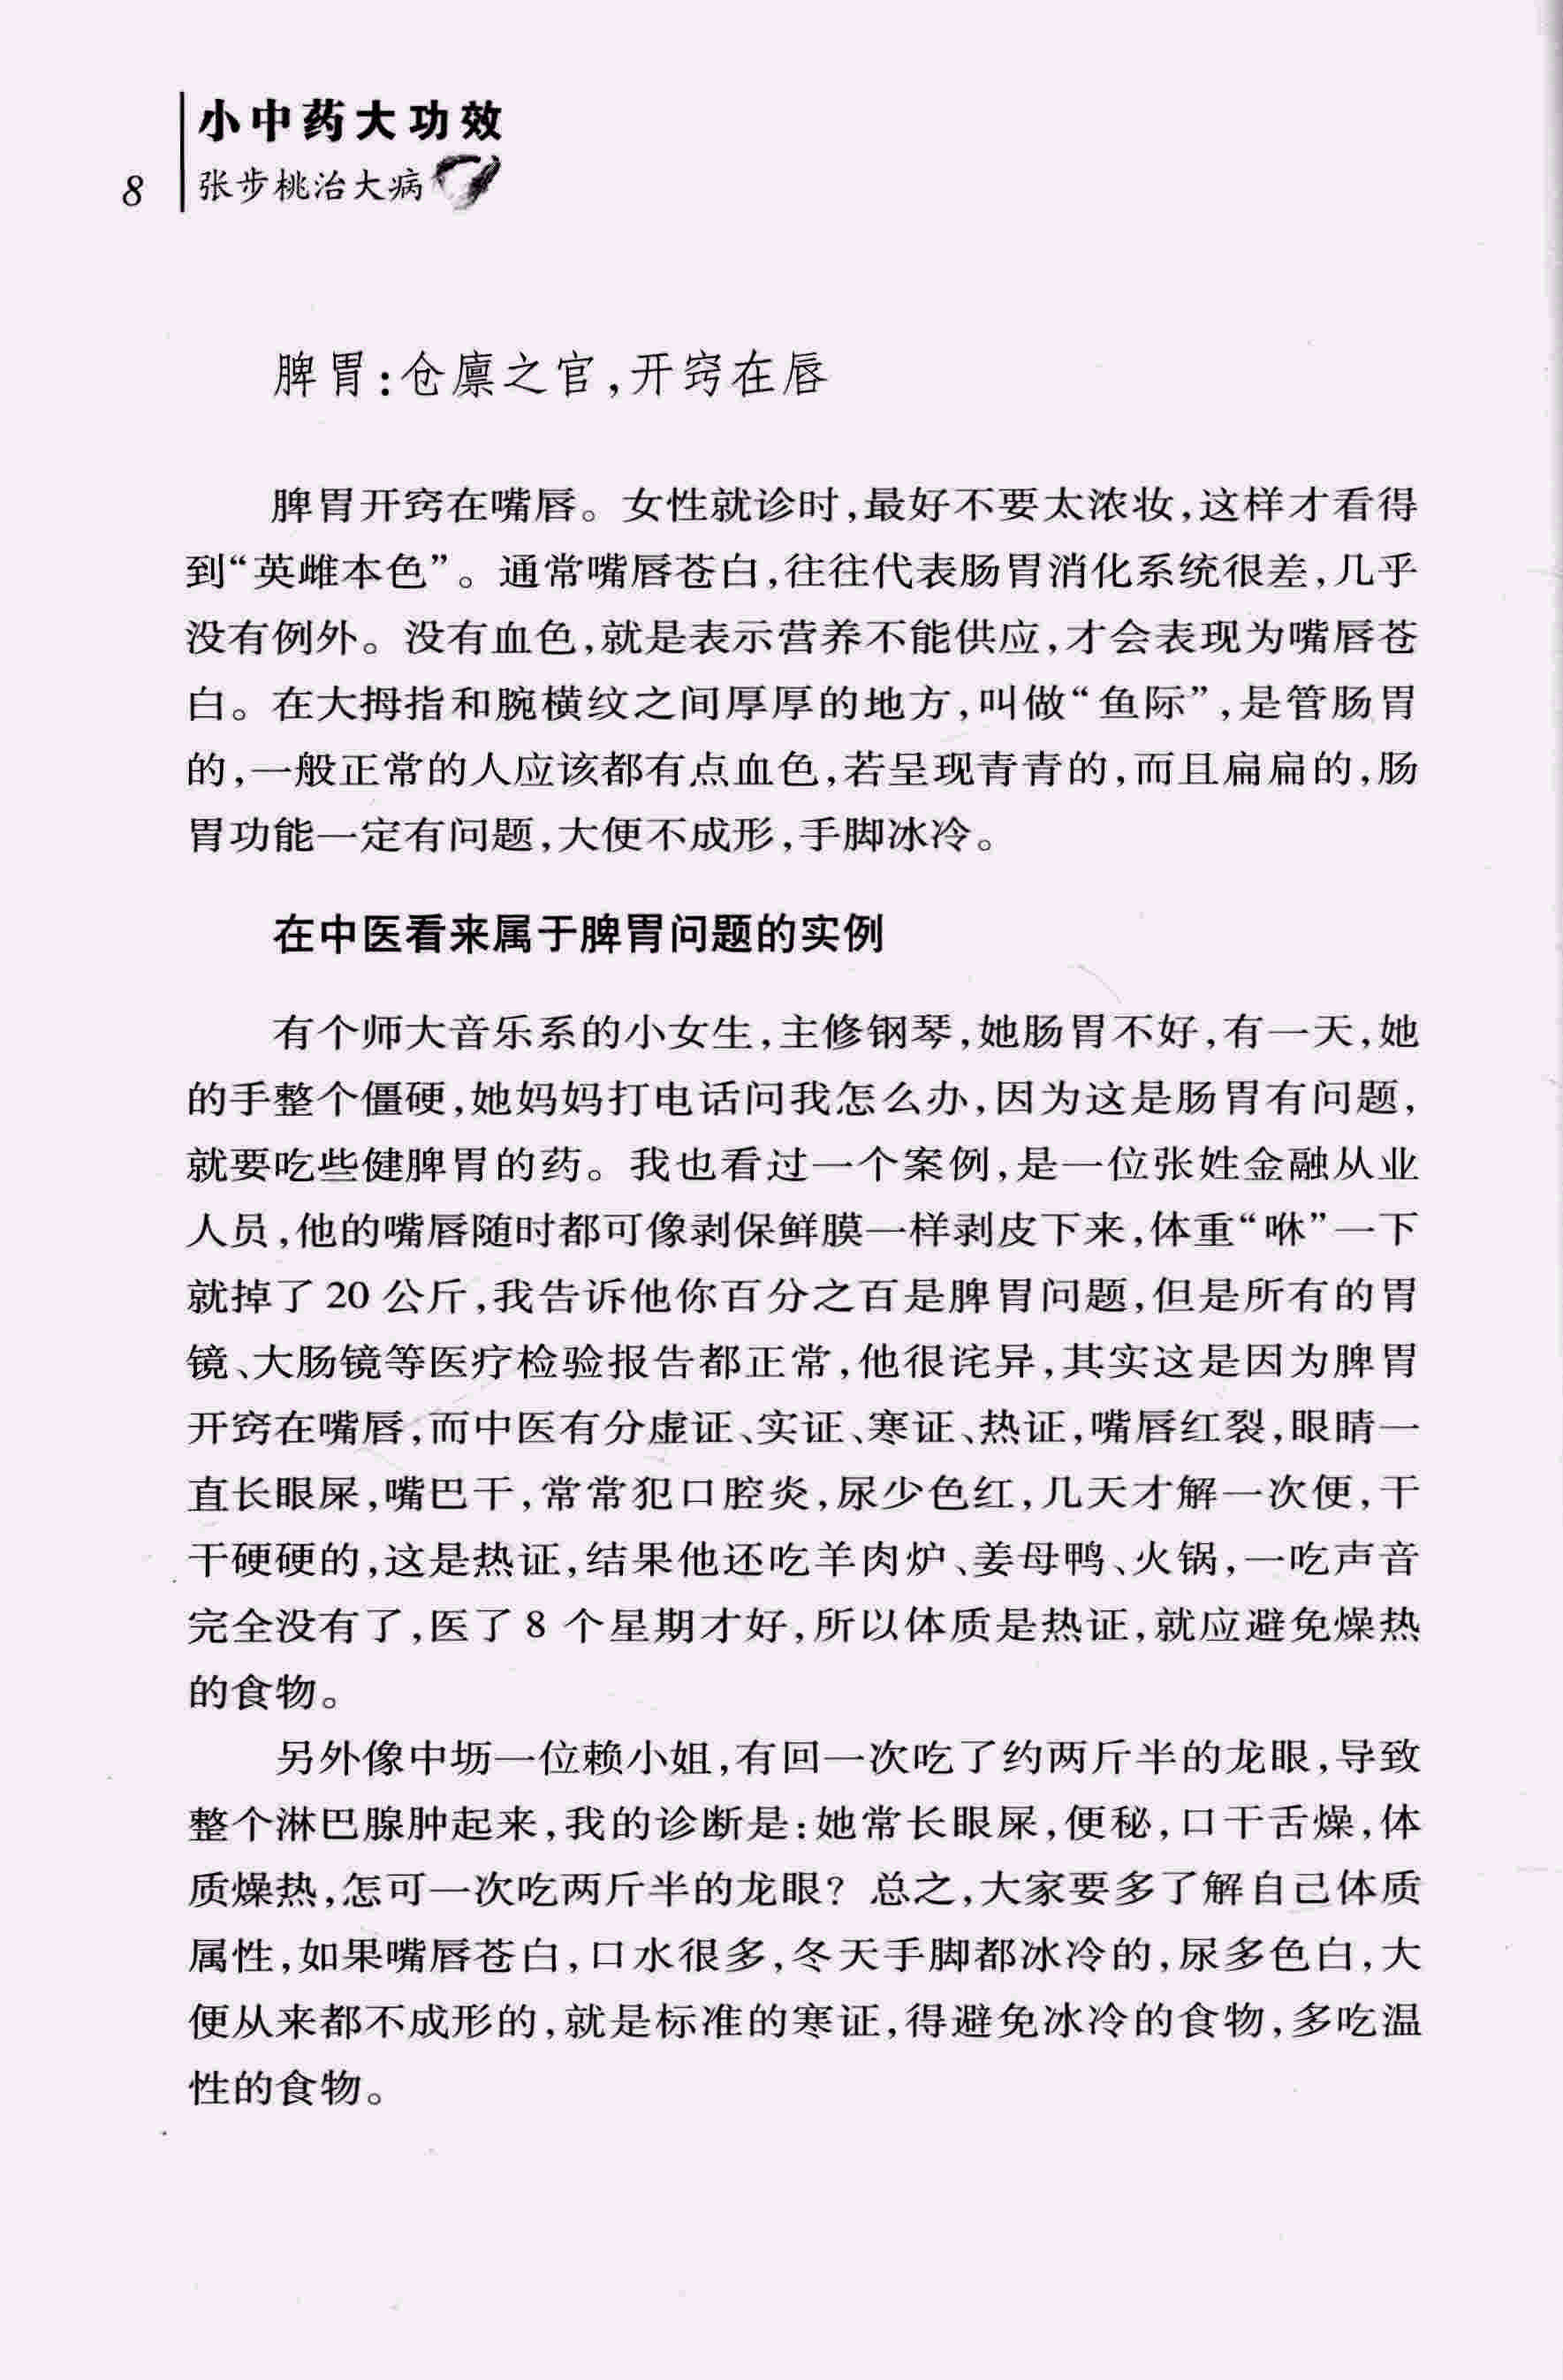 小中药大功效
8 张步桃治大病
脾胃：仓廪之官，开窍在唇
脾胃开窍在嘴唇。女性就诊时，最好不要太浓妆，这样才看得
到“英雌本色”。通常嘴唇苍白，往往代表肠胃消化系统很差，几乎
没有例外。没有血色，就是表示营养不能供应，才会表现为嘴唇苍
白。在大拇指和腕横纹之间厚厚的地方，叫做“鱼际”，是管肠胃
的，一般正常的人应该都有点血色，若呈现青青的，而且扁扁的，肠
胃功能一定有问题，大便不成形，手脚冰冷。
在中医看来属于脾胃问题的实例
有个师大音乐系的小女生，主修钢琴，她肠胃不好，有一天，她
的手整个僵硬，她妈妈打电话问我怎么办，因为这是肠胃有问题，
就要吃些健脾胃的药。我也看过一个案例，是一位张姓金融从业
人员，他的嘴唇随时都可像剥保鲜膜一样剥皮下来，体重“咻”一下
就掉了 20 公斤，我告诉他你百分之百是脾胃问题，但是所有的胃
镜、大肠镜等医疗检验报告都正常，他很诧异，其实这是因为脾胃
开窍在嘴唇，而中医有分虚证、实证、寒证、热证，嘴唇红裂，眼睛一
直长眼屎，嘴巴干，常常犯口腔炎，尿少色红，几天才解一次便，干
干硬硬的，这是热证，结果他还吃羊肉炉、姜母鸭、火锅，一吃声音
完全没有了，医了 8 个星期才好，所以体质是热证，就应避免燥热
的食物。
另外像中坜一位赖小姐，有回一次吃了约两斤半的龙眼，导致
整个淋巴腺肿起来，我的诊断是：她常长眼屎，便秘，口干舌燥，体
质燥热，怎可一次吃两斤半的龙眼？总之，大家要多了解自己体质
属性，如果嘴唇苍白，口水很多，冬天手脚都冰冷的，尿多色白，大
便从来都不成形的，就是标准的寒证，得避免冰冷的食物，多吃温
性的食物。